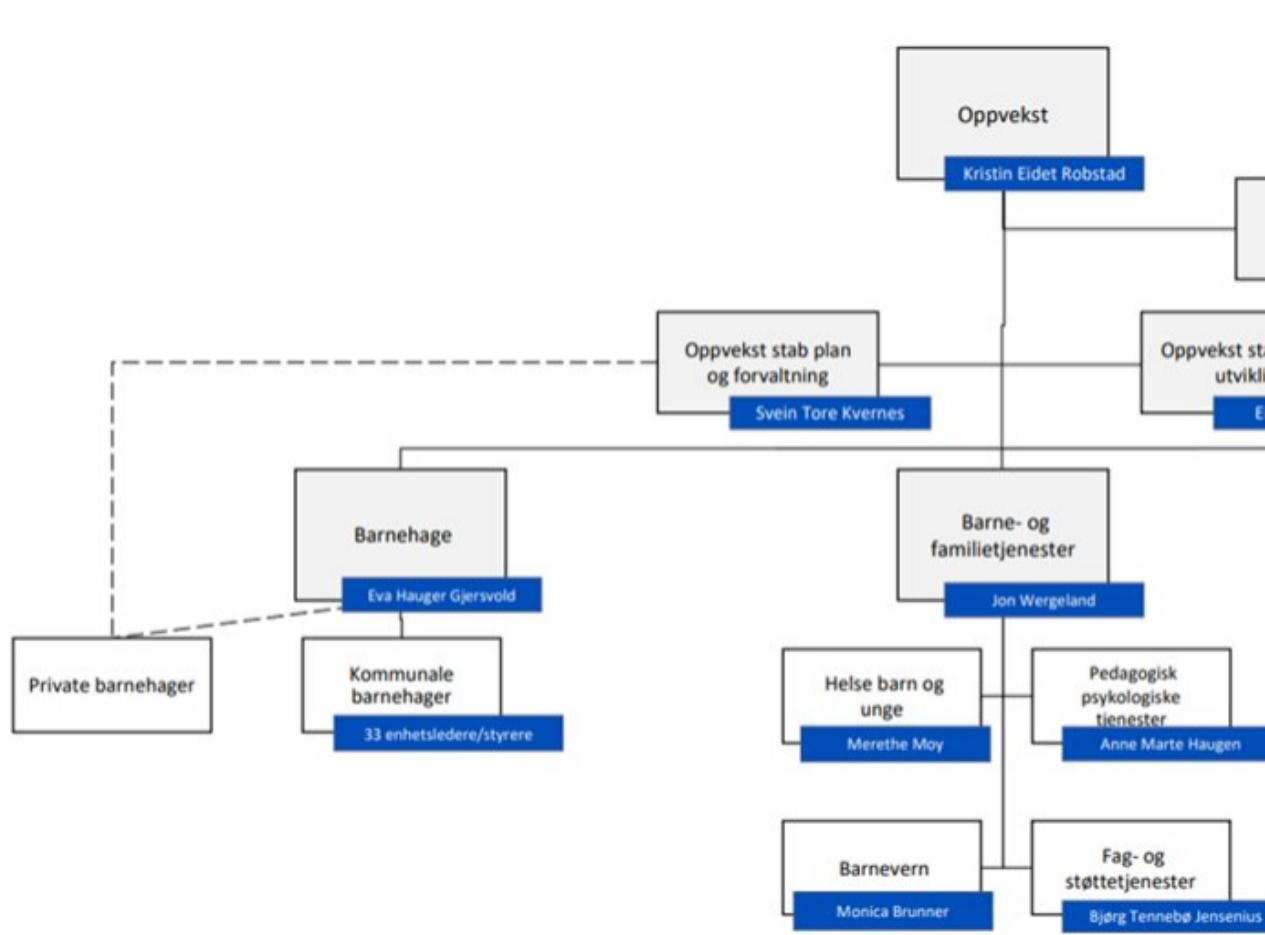 Oppvekst
Kristin Eidet Robstad
Oppvekst stab plan
og forvaltning
Svein Tore Kvernes
Oppvekst
Barnehage
Eva Hauger Gjersvold
Barne- og
familietjenester
Jon Wergeland
Private barnehager
Kommunale
barnehager
33 enhetsledere/styrere
Helse barn og
unge
Merethe Moy
Pedagogisk
psykologiske
tjenester
Anne Marte Haugen
Barnevern
Monica Brunner
Fag- og
støttetjenester
Bjørg Tennebø Jensenius